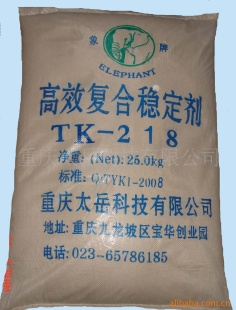 象 牌
ELEPHANT
高效复合稳定剂
TK-218
净重: (Net): 25.0kg
标准: Q/TYK1-2008
重庆太岳科技有限公司
地址: 重庆九龙坡区宝华创业园
电话: 023-65786185